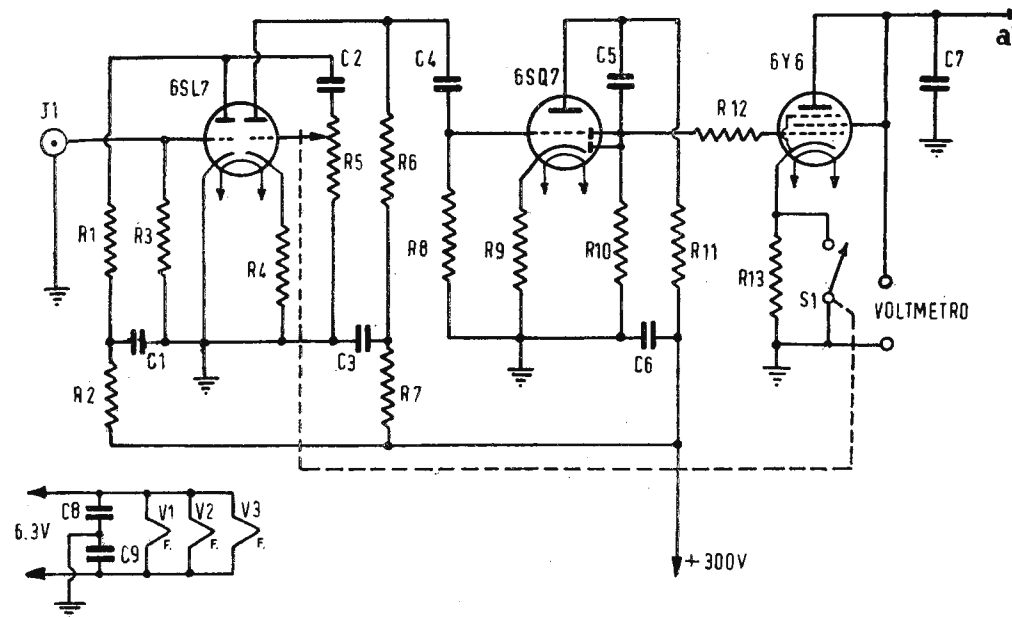 a
C2
C4
C5
6Y6
C7
6SL7
6SQ7
J1
R12
R5
R6
R1
R3
R4
R8
R9
R10
R11
R13
S1
VOLTMETRO
C1
C3
C6
R2
R7
C8
V1
V2
V3
6.3V
F.
F.
F.
C9
+300V